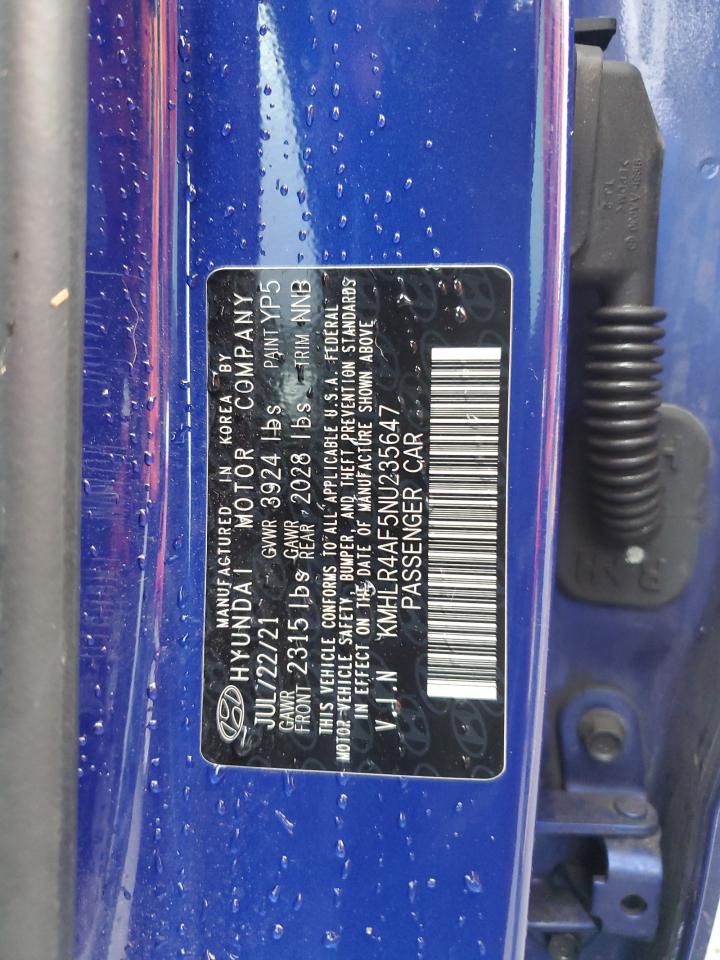 MANUFACTURED IN KOREA BY
HYUNDAI MOTOR COMPANY
JUL/22/21 GVWR 3924 lbs PAINT YP5
GAWR FRONT 2315 lbs GAWR REAR 2028 lbs TRIM NNB
THIS VEHICLE CONFORMS TO ALL APPLICABLE U.S.A. FEDERAL
MOTOR VEHICLE SAFETY, BUMPER, AND THEFT PREVENTION STANDARDS
IN EFFECT ON THE DATE OF MANUFACTURE SHOWN ABOVE
V.I.N KMHLR4AF5NU235647
PASSENGER CAR
RH